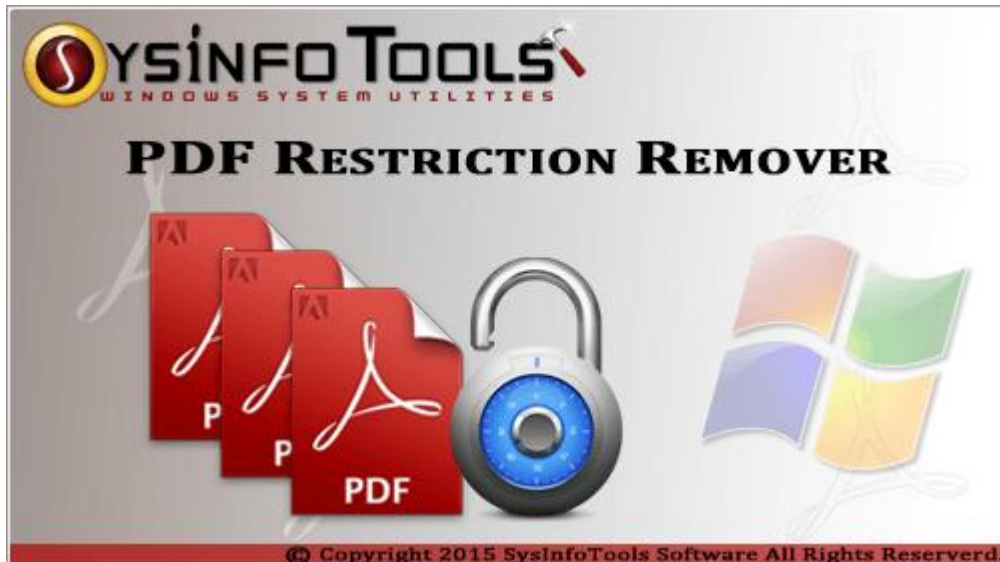 SYSINFO TOOLS
WINDOWS SYSTEM UTILITIES
PDF RESTRICTION REMOVER
P
P
PDF
© Copyright 2015 SysInfoTools Software All Rights Reserverd.